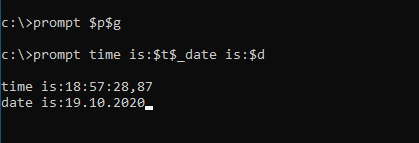 c:\>prompt $p$g
c:\>prompt time is:$t$_date is:$d
time is:18:57:28,87
date is:19.10.2020